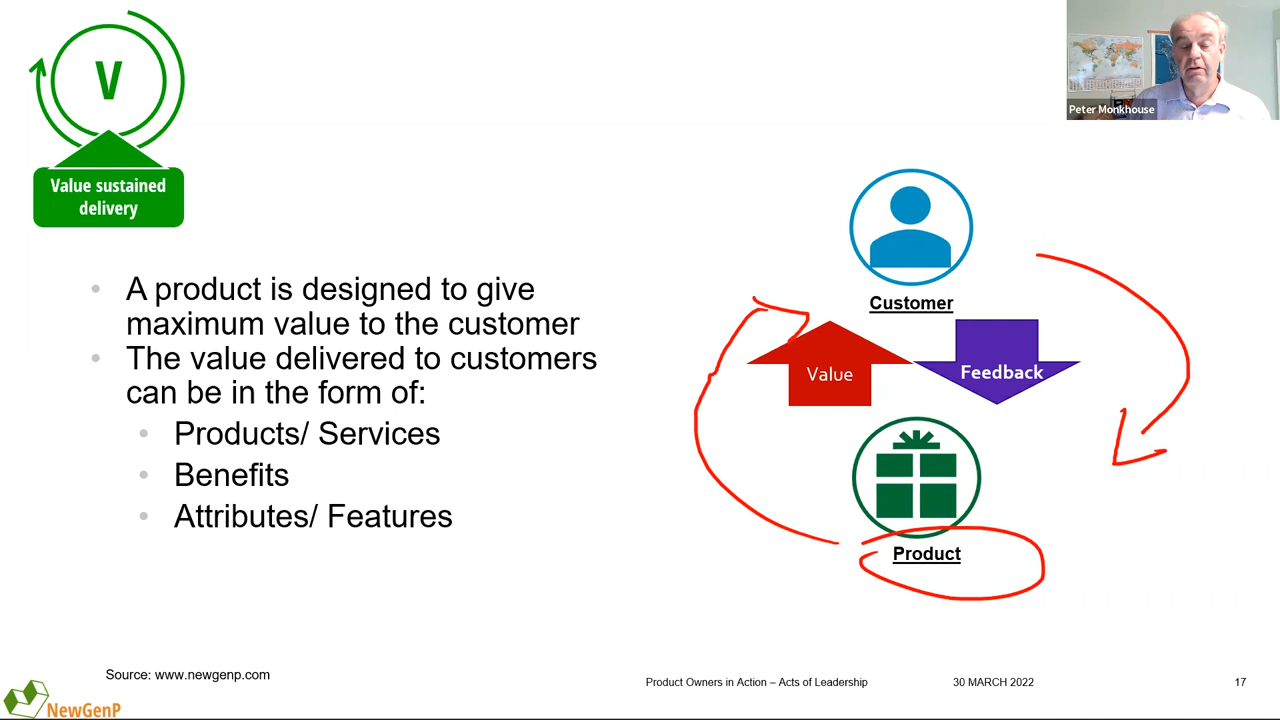 V
Value sustained
delivery
Peter Monkhouse
A product is designed to give
maximum value to the customer
The value delivered to customers
can be in the form of:
Products/ Services
Benefits
Attributes/ Features
Customer
Value
Feedback
Product
Source: www.newgenp.com
NewGenP
Product Owners in Action – Acts of Leadership
30 MARCH 2022
17